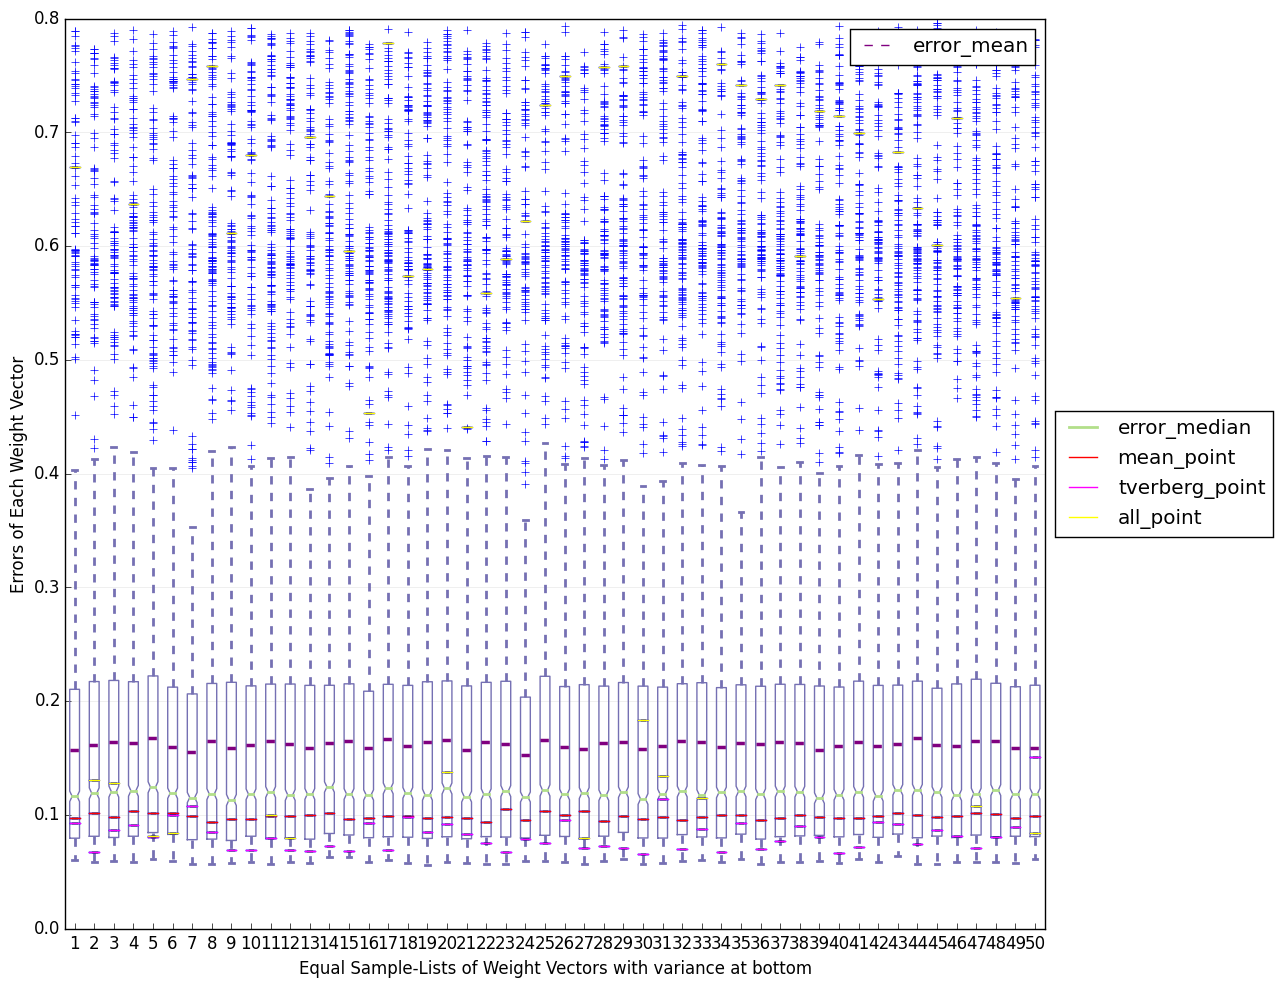 0.8
error_mean
0.7
0.6
0.5
0.4
0.3
0.2
0.1
0.0
Errors of Each Weight Vector
error_median
mean_point
tverberg_point
all_point
1 2 3 4 5 6 7 8 9 10 11 12 13 14 15 16 17 18 19 20 21 22 23 24 25 26 27 28 29 30 31 32 33 34 35 36 37 38 39 40 41 42 43 44 45 46 47 48 49 50
Equal Sample-Lists of Weight Vectors with variance at bottom